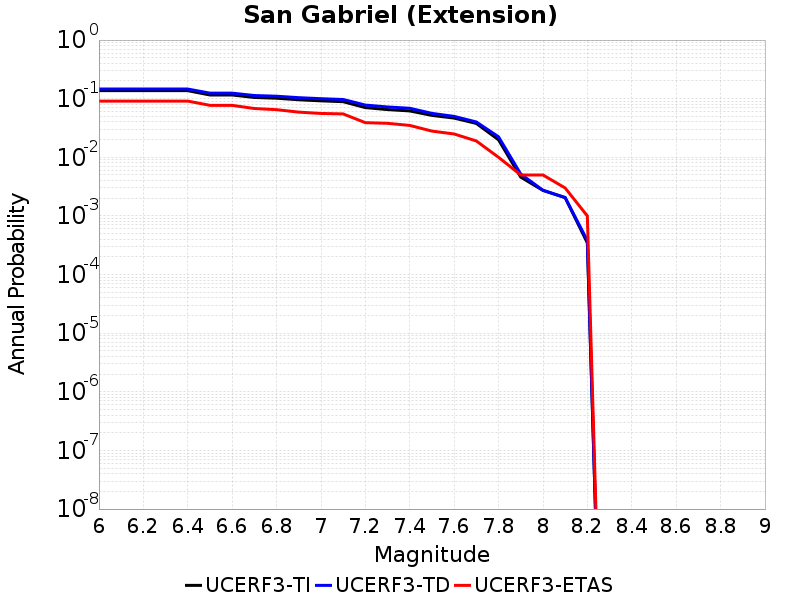 San Gabriel (Extension)
10^0
10^-1
10^-2
10^-3
10^-4
10^-5
10^-6
10^-7
10^-8
Annual Probability
6 6.2 6.4 6.6 6.8 7 7.2 7.4 7.6 7.8 8 8.2 8.4 8.6 8.8 9
Magnitude
UCERF3-TI UCERF3-TD UCERF3-ETAS